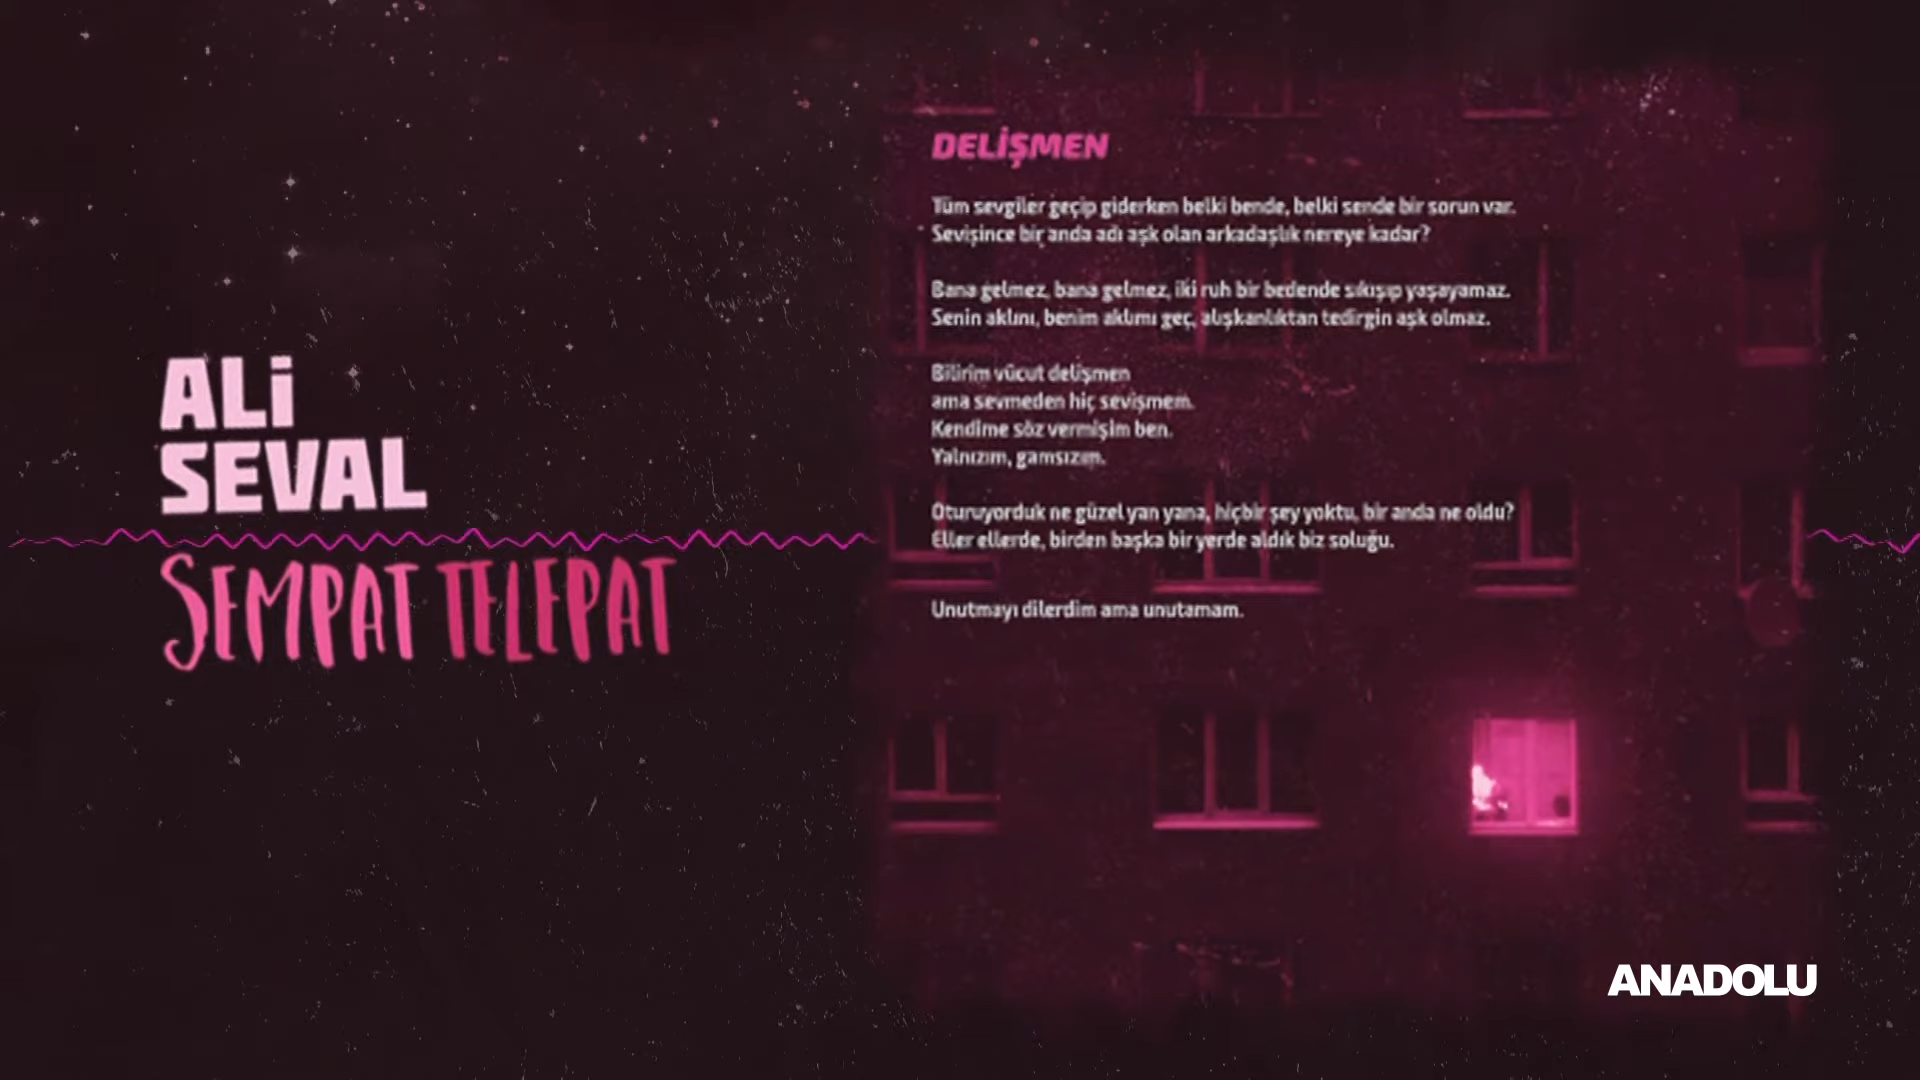 ALİ
SEVAL
SEMPAT TELEPAT
DELİŞMEN
Tüm sevgiler geçip giderken belki bende, belki sende bir sorun var.
Sevişince bir anda adı aşk olan arkadaşlık nereye kadar?
Bana gelmez, bana gelmez, iki ruh bir bedende sıkışıp yaşayamaz.
Senin aklını, benim aklımı geç, alışkanlıktan tedirgin aşk olmaz.
Bilirim vücut delişmen
ama sevmeden hiç sevişmem.
Kendime söz vermişim ben.
Yalnızım, gamsızım.
Oturuyorduk ne güzel yan yana, hiçbir şey yoktu, bir anda ne oldu?
Eller ellerde, birden başka bir yerde aldık biz soluğu.
Unutmayı dilerdim ama unutamam.
ANADOLU